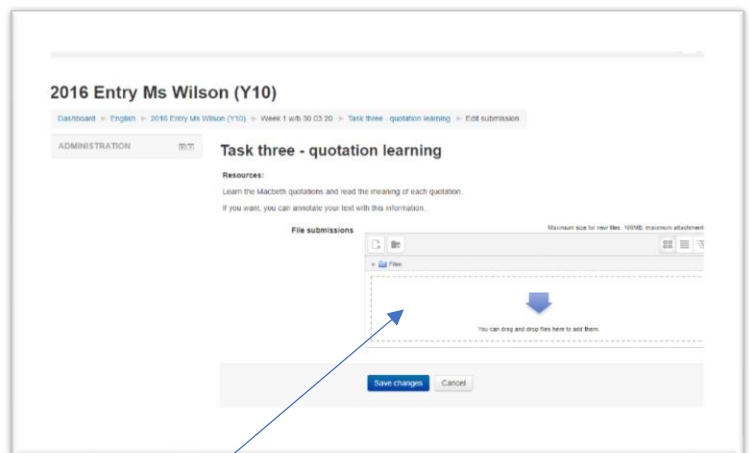 2016 Entry Ms Wilson (Y10)
Dashboard ► English ► 2016 Entry Ms Wilson (Y10) ► Week 1 w/b 30.03.20 ► Task three - quotation learning ► Edit submission
ADMINISTRATION
Task three - quotation learning
Resources:
Learn the Macbeth quotations and read the meaning of each quotation.
If you want, you can annotate your text with this information.
File submissions
Maximum size for new files: 100MB, maximum attachment
Files
You can drag and drop files here to add them.
Save changes Cancel